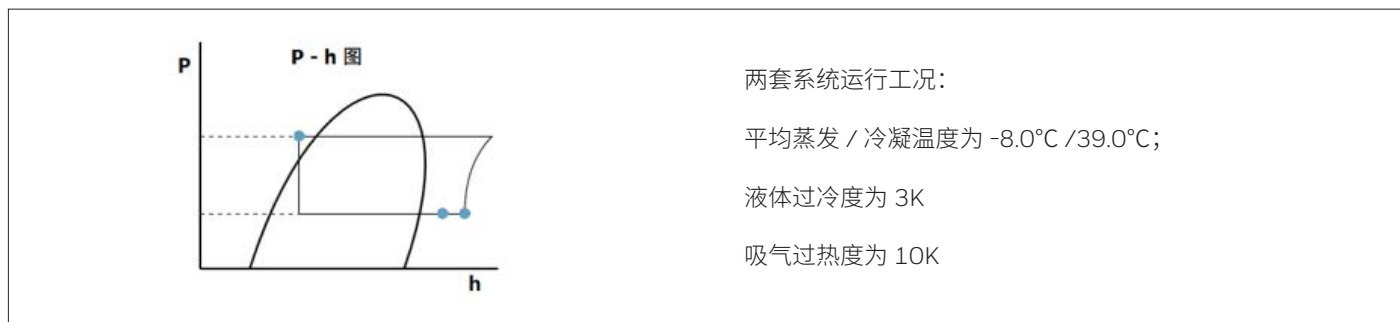 P - h 图
P
h
两套系统运行工况：
平均蒸发 / 冷凝温度为 -8.0°C /39.0°C；
液体过冷度为 3K
吸气过热度为 10K